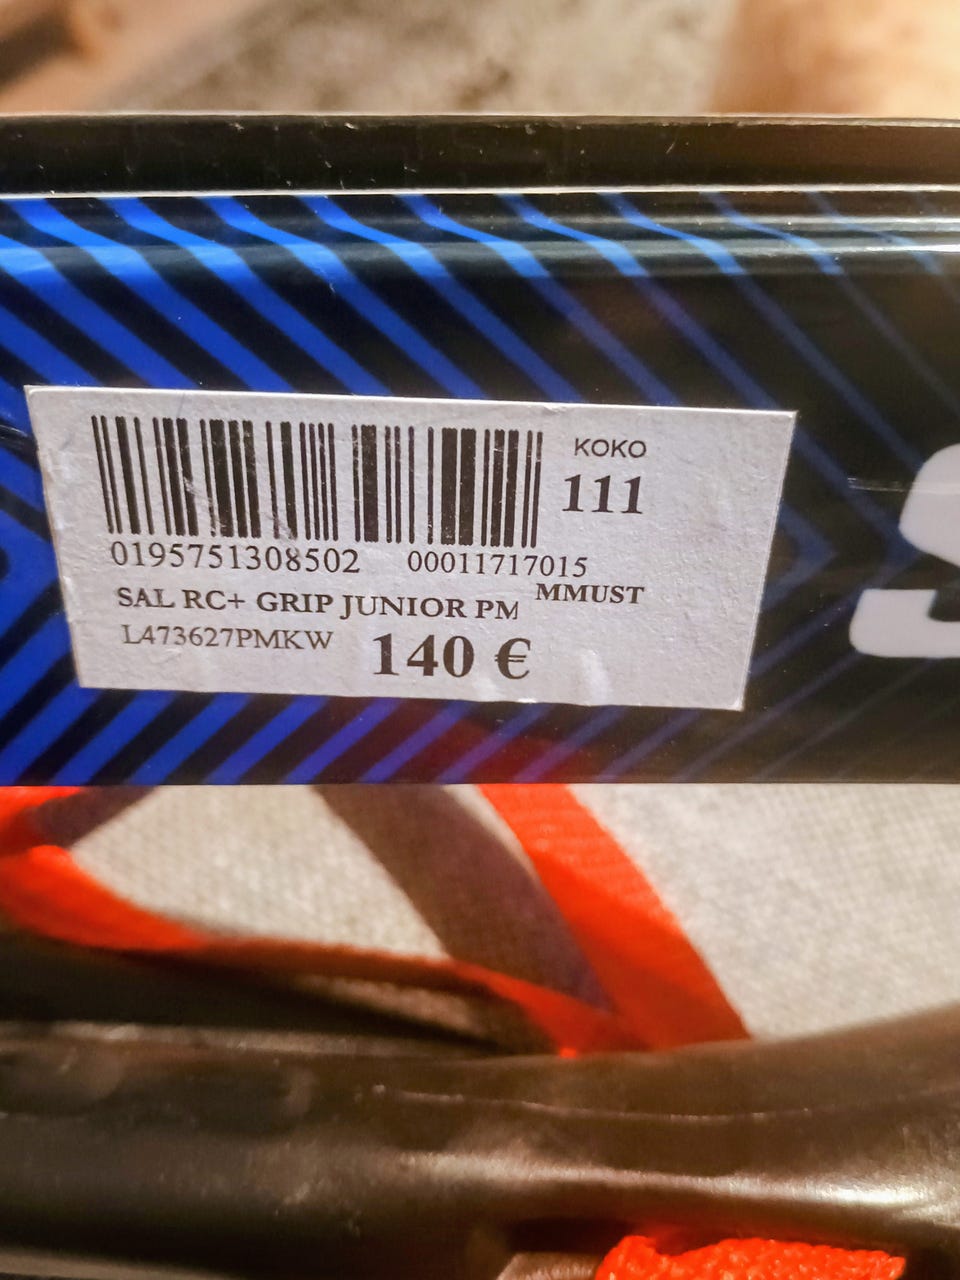 KOKO
111
0195751308502 00011717015
SAL RC+ GRIP JUNIOR PM MMUST
L473627PMKW 140 €
S